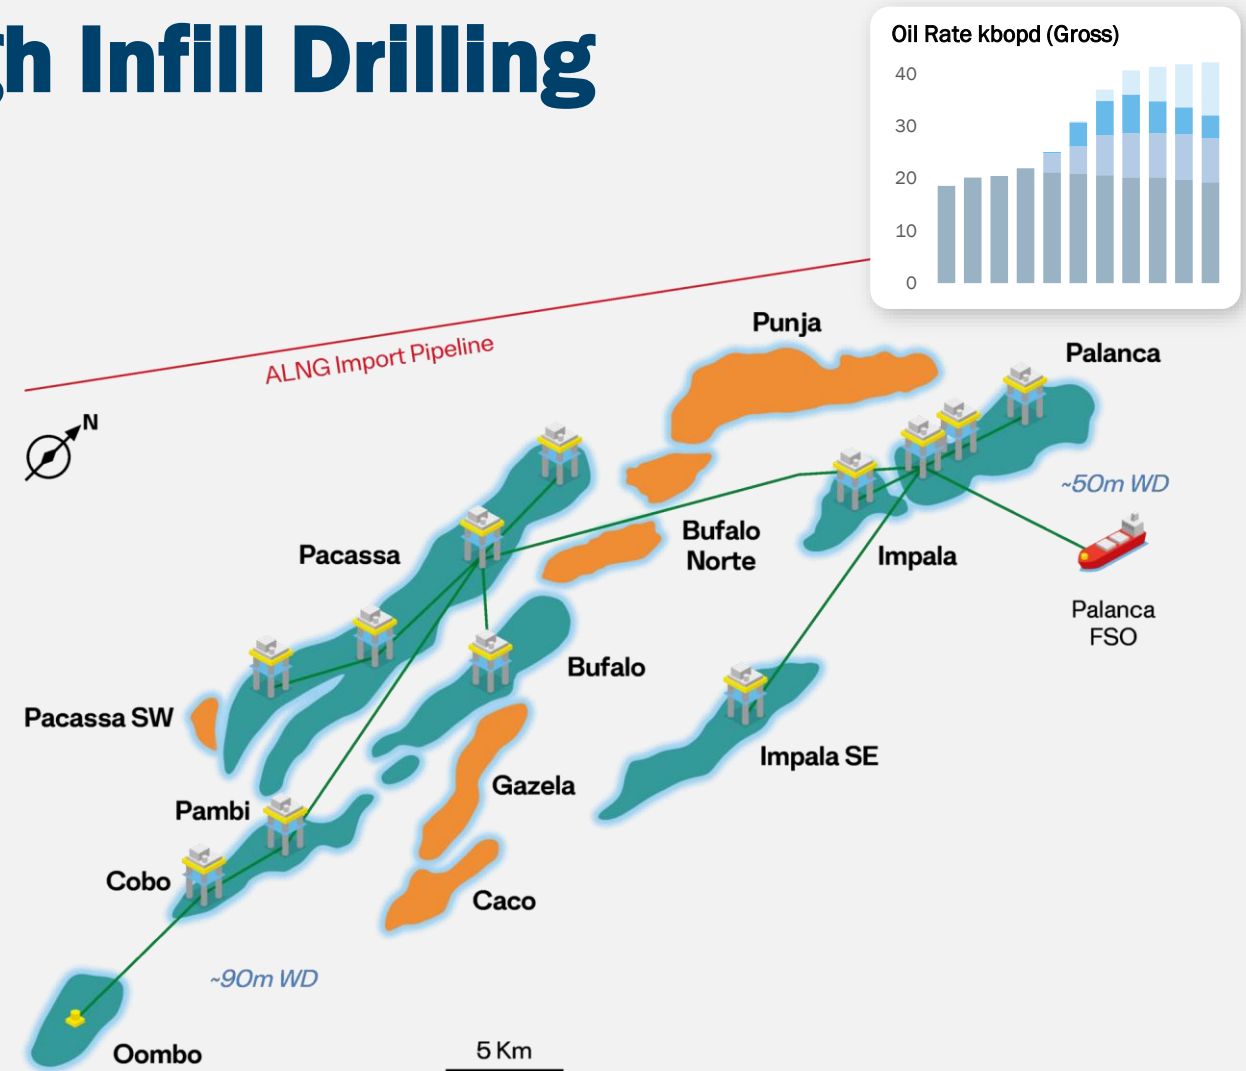 gh Infill Drilling
Oil Rate kbopd (Gross)
40
30
20
10
0
ALNG Import Pipeline
N
Punja
Palanca
~50m WD
Pacassa
Bufalo
Norte
Impala
Palanca
FSO
Bufalo
Pacassa SW
Impala SE
Gazela
Pambi
Cobo
Caco
~90m WD
Oombo
5 Km